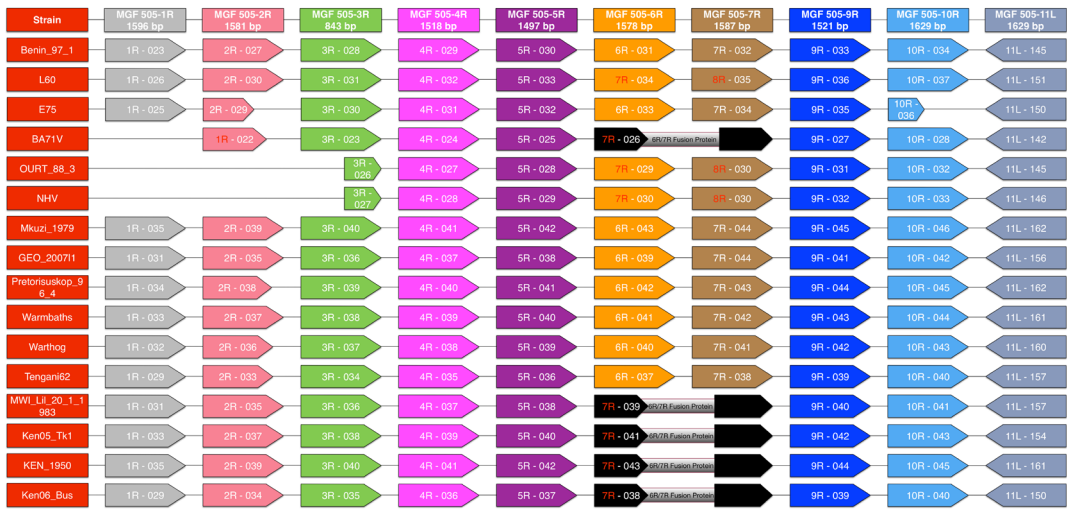 Strain MGF 505-1R MGF 505-2R MGF 505-3R MGF 505-4R MGF 505-5R MGF 505-6R MGF 505-7R MGF 505-9R MGF 505-10R MGF 505-11L
1596 bp 1581 bp 843 bp 1518 bp 1497 bp 1578 bp 1587 bp 1521 bp 1629 bp 1629 bp
Benin_97_1 1R - 023 2R - 027 3R - 028 4R - 029 5R - 030 6R - 031 7R - 032 9R - 033 10R - 034 11L - 145
L60 1R - 026 2R - 030 3R - 031 4R - 032 5R - 033 7R - 034 8R - 035 9R - 036 10R - 037 11L - 151
E75 1R - 025 2R - 029 3R - 030 4R - 031 5R - 032 6R - 033 7R - 034 9R - 035 10R -
036 11L - 150
BA71V 1R - 022 3R - 023 4R - 024 5R - 025 7R - 026 6R/7R Fusion Protein 9R - 027 10R - 028 11L - 142
OURT_88_3 3R -
026 4R - 027 5R - 028 7R - 029 8R - 030 9R - 031 10R - 032 11L - 145
NHV 3R -
027 4R - 028 5R - 029 7R - 030 8R - 030 9R - 032 10R - 033 11L - 146
Mkuzi_1979 1R - 035 2R - 039 3R - 040 4R - 041 5R - 042 6R - 043 7R - 044 9R - 045 10R - 046 11L - 162
GEO_2007I1 1R - 031 2R - 035 3R - 036 4R - 037 5R - 038 6R - 039 7R - 044 9R - 041 10R - 042 11L - 156
Pretorisuskop_9
6_4 1R - 034 2R - 038 3R - 039 4R - 040 5R - 041 6R - 042 7R - 043 9R - 044 10R - 045 11L - 162
Warmbaths 1R - 033 2R - 037 3R - 038 4R - 039 5R - 040 6R - 041 7R - 042 9R - 043 10R - 044 11L - 161
Warthog 1R - 032 2R - 036 3R - 037 4R - 038 5R - 039 6R - 040 7R - 041 9R - 042 10R - 043 11L - 160
Tengani62 1R - 029 2R - 033 3R - 034 4R - 035 5R - 036 6R - 037 7R - 038 9R - 039 10R - 040 11L - 157
MWI_Lil_20_1_1
983 1R - 031 2R - 035 3R - 036 4R - 037 5R - 038 7R - 039 6R/7R Fusion Protein 9R - 040 10R - 041 11L - 157
Ken05_Tk1 1R - 033 2R - 037 3R - 038 4R - 039 5R - 040 7R - 041 6R/7R Fusion Protein 9R - 042 10R - 043 11L - 154
KEN_1950 1R - 035 2R - 039 3R - 040 4R - 041 5R - 042 7R - 043 6R/7R Fusion Protein 9R - 044 10R - 045 11L - 161
Ken06_Bus 1R - 029 2R - 034 3R - 035 4R - 036 5R - 037 7R - 038 6R/7R Fusion Protein 9R - 039 10R - 040 11L - 150